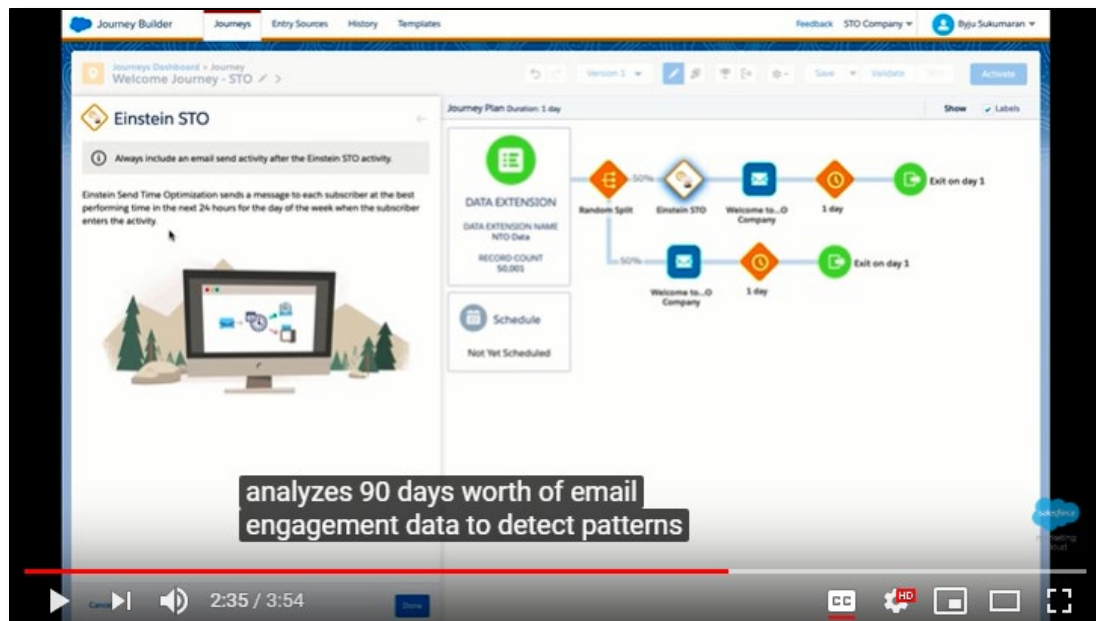 Journey Builder Journeys Entry Sources History Templates Feedback STO Company Byju Sukumaran
Journeys Dashboard > Journey
Welcome Journey - STO
Version 1 Save Validate Activate
Einstein STO
Always include an email send activity after the Einstein STO activity.
Einstein Send Time Optimization sends a message to each subscriber at the best
performing time in the next 24 hours for the day of the week when the subscriber
enters the activity.
Journey Plan Duration: 1 day Show Labels
DATA EXTENSION
DATA EXTENSION NAME
NTO Data
RECORD COUNT
50,001
Schedule
Not Yet Scheduled
50%
Random Split Einstein STO Welcome to...O
Company
1 day
Exit on day 1
50%
Welcome to...O
Company
1 day
Exit on day 1
analyzes 90 days worth of email
engagement data to detect patterns
salesforce
Cancel Done
2:35 / 3:54
CC HD